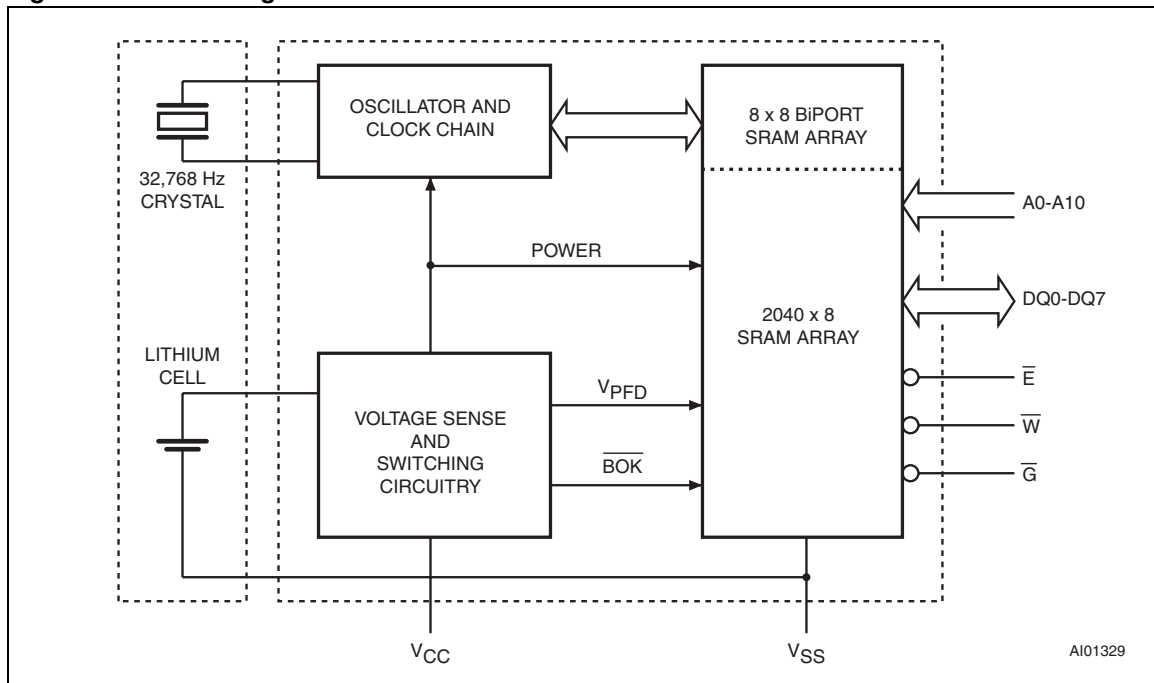 OSCILLATOR AND
CLOCK CHAIN
8 x 8 BiPORT
SRAM ARRAY
32,768 Hz
CRYSTAL
A0-A10
POWER
DQ0-DQ7
2040 x 8
SRAM ARRAY
LITHIUM
CELL
VPFD
E̅
VOLTAGE SENSE
AND
SWITCHING
CIRCUITRY
W̅
B̅O̅K̅
G̅
VCC
VSS
AI01329